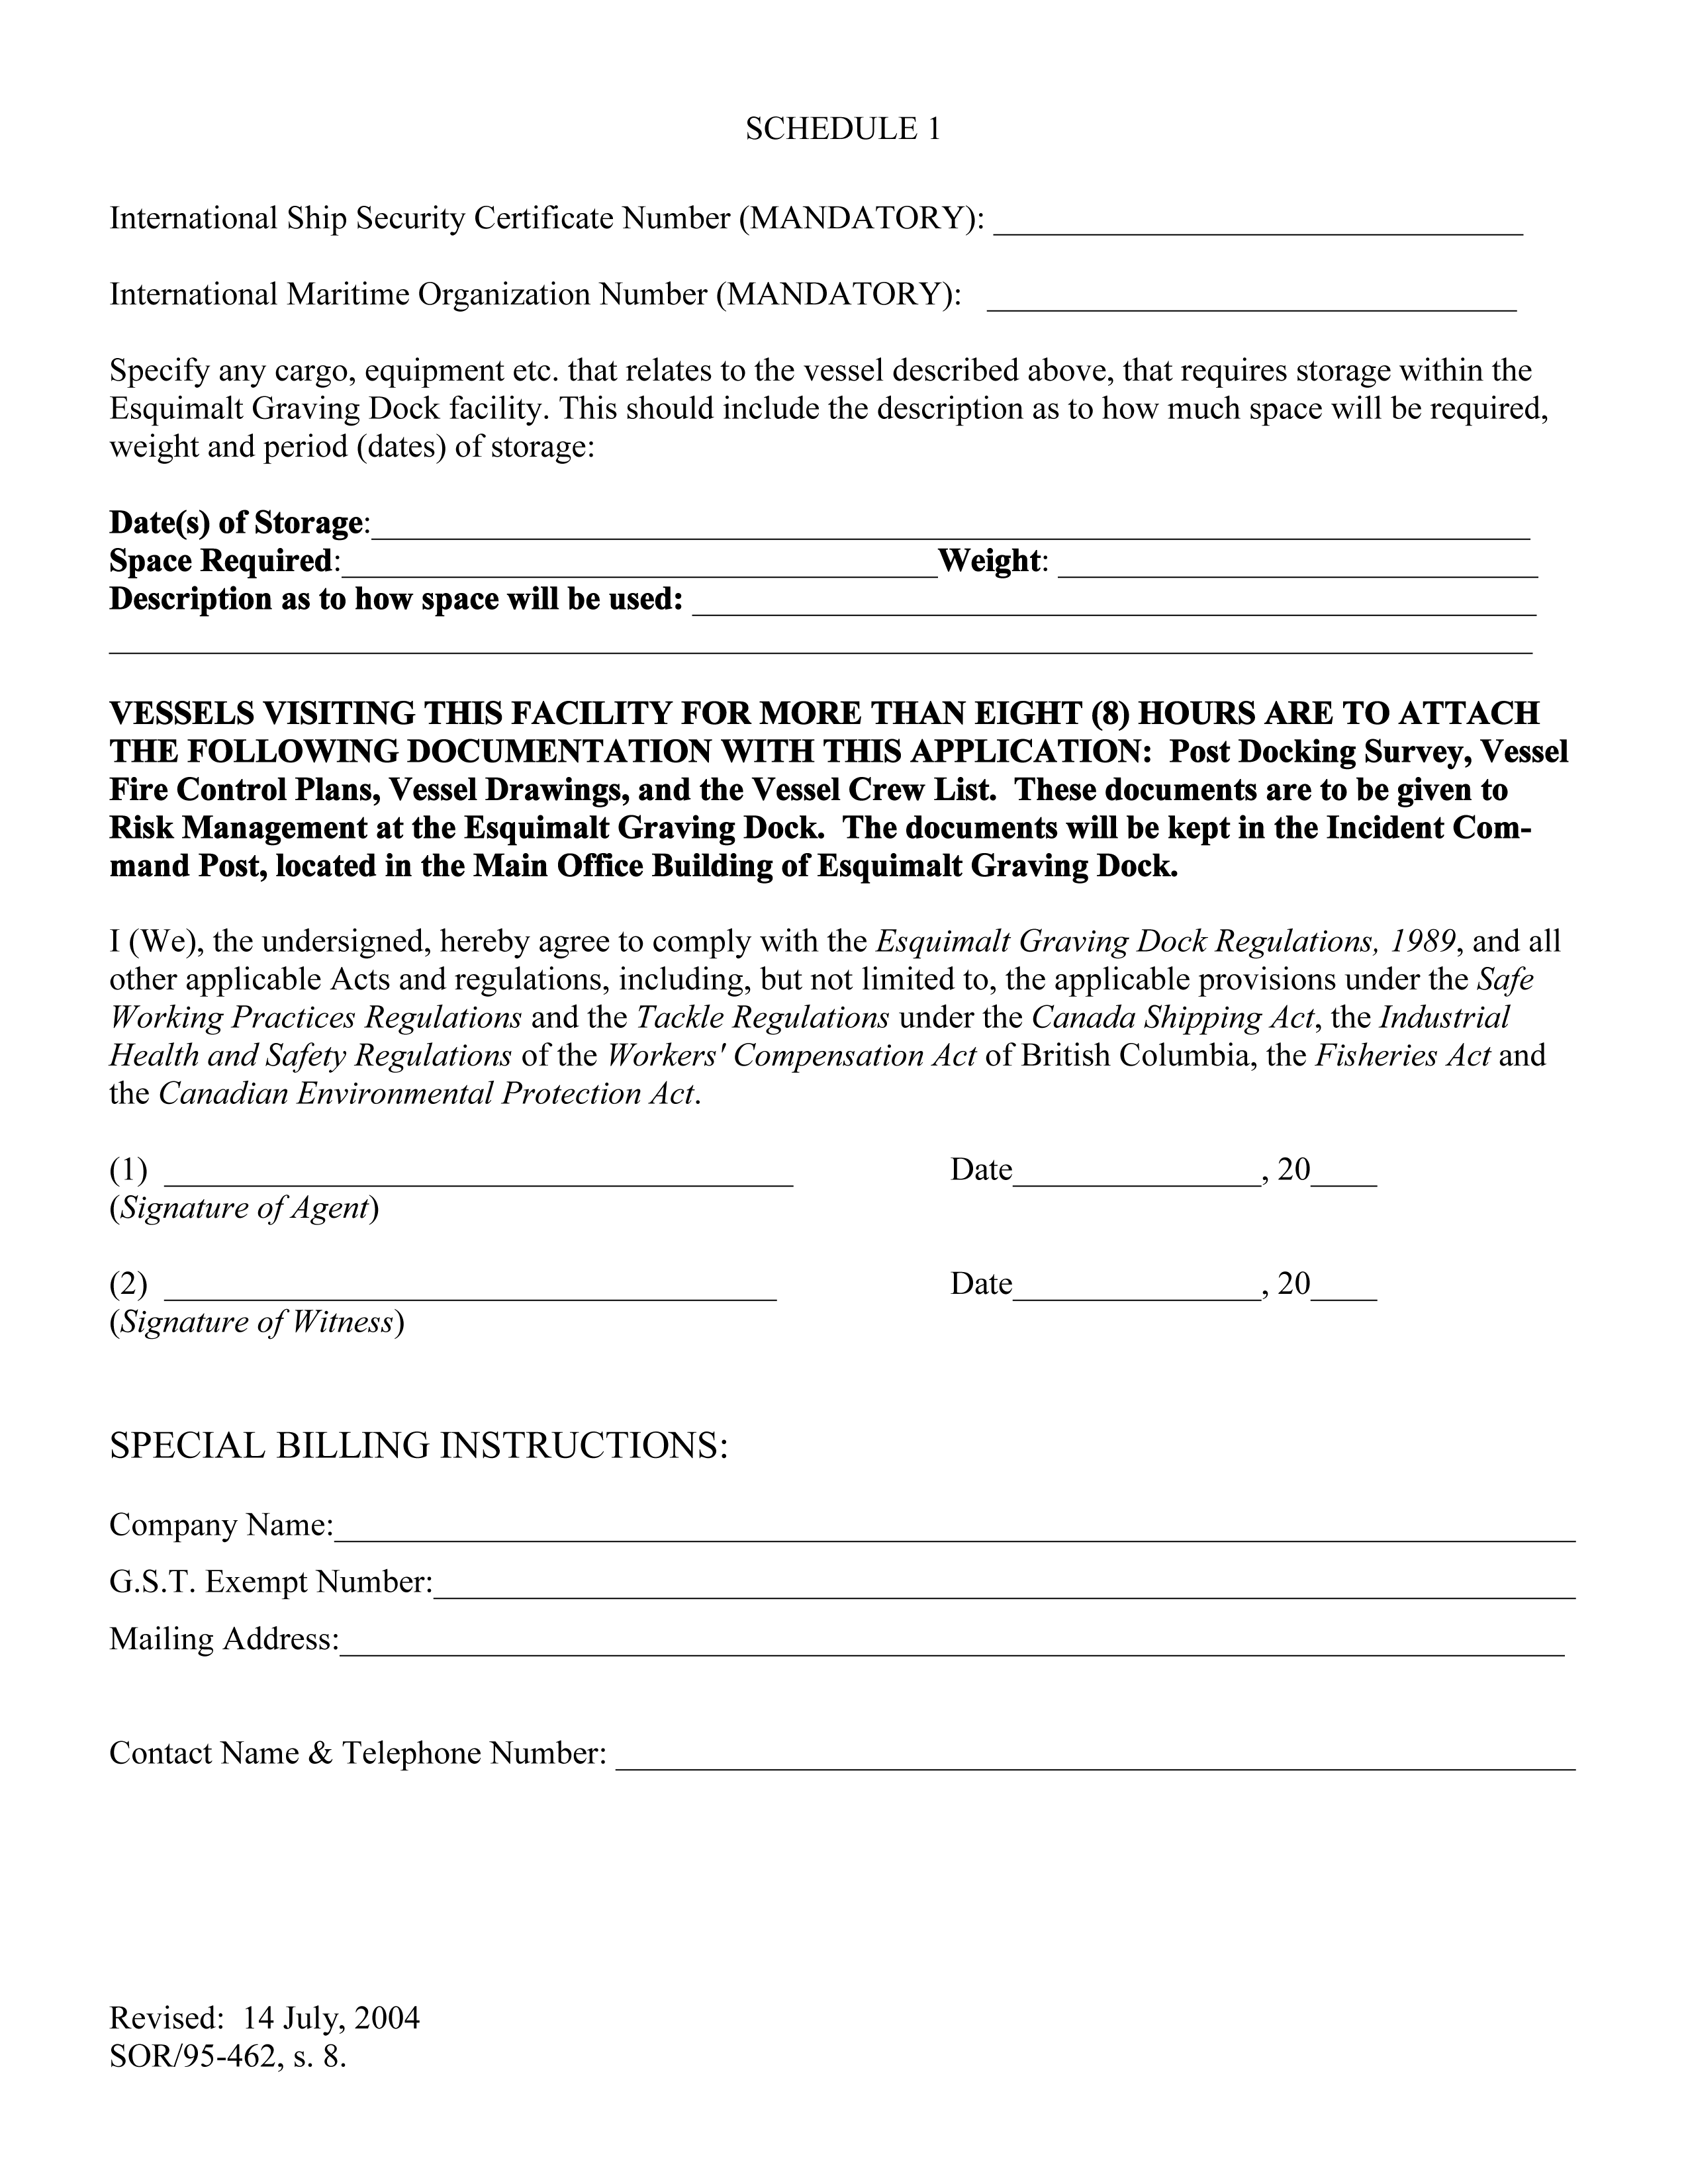 SCHEDULE 1
International Ship Security Certificate Number (MANDATORY): ________________________________
International Maritime Organization Number (MANDATORY): ________________________________
Specify any cargo, equipment etc. that relates to the vessel described above, that requires storage within the
Esquimalt Graving Dock facility. This should include the description as to how much space will be required,
weight and period (dates) of storage:
Date(s) of Storage:______________________________________________________________________
Space Required:____________________________________Weight: _____________________________
Description as to how space will be used: ___________________________________________________
______________________________________________________________________________________
VESSELS VISITING THIS FACILITY FOR MORE THAN EIGHT (8) HOURS ARE TO ATTACH
THE FOLLOWING DOCUMENTATION WITH THIS APPLICATION: Post Docking Survey, Vessel
Fire Control Plans, Vessel Drawings, and the Vessel Crew List. These documents are to be given to
Risk Management at the Esquimalt Graving Dock. The documents will be kept in the Incident Com-
mand Post, located in the Main Office Building of Esquimalt Graving Dock.
I (We), the undersigned, hereby agree to comply with the Esquimalt Graving Dock Regulations, 1989, and all
other applicable Acts and regulations, including, but not limited to, the applicable provisions under the Safe
Working Practices Regulations and the Tackle Regulations under the Canada Shipping Act, the Industrial
Health and Safety Regulations of the Workers' Compensation Act of British Columbia, the Fisheries Act and
the Canadian Environmental Protection Act.
(1) ______________________________________ Date_______________, 20____
(Signature of Agent)
(2) _____________________________________ Date_______________, 20____
(Signature of Witness)
SPECIAL BILLING INSTRUCTIONS:
Company Name:___________________________________________________________________________
G.S.T. Exempt Number:_____________________________________________________________________
Mailing Address:__________________________________________________________________________
Contact Name & Telephone Number: __________________________________________________________
Revised: 14 July, 2004
SOR/95-462, s. 8.